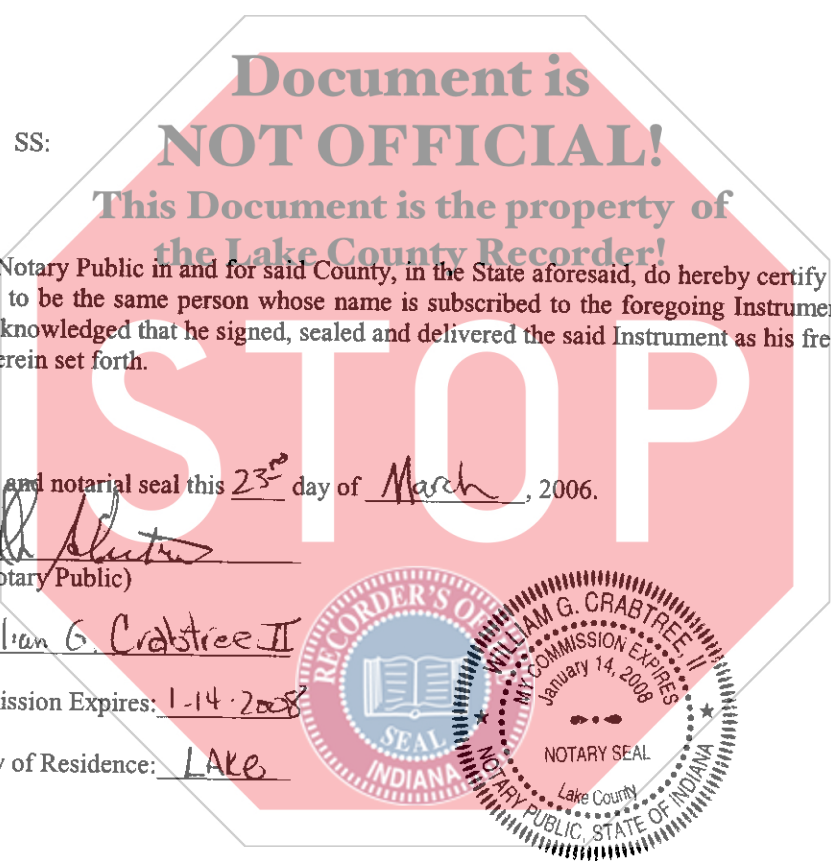 Document is
NOT OFFICIAL!
This Document is the property of
the Lake County Recorder!
STOP
SS:
Notary Public in and for said County, in the State aforesaid, do hereby certify
to be the same person whose name is subscribed to the foregoing Instrumen
knowledged that he signed, sealed and delivered the said Instrument as his fre
erein set forth.
and notarial seal this 23rd day of March, 2006.
otary Public)
lian G. Crabtree II
ission Expires: 1-14-2008
y of Residence: LAKE
RECORDER'S OF
SEAL
INDIANA
WILLIAM G. CRABTREE, II
MY COMMISSION EXPIRES
January 14, 2008
NOTARY SEAL
Lake County
NOTARY PUBLIC, STATE OF INDIANA